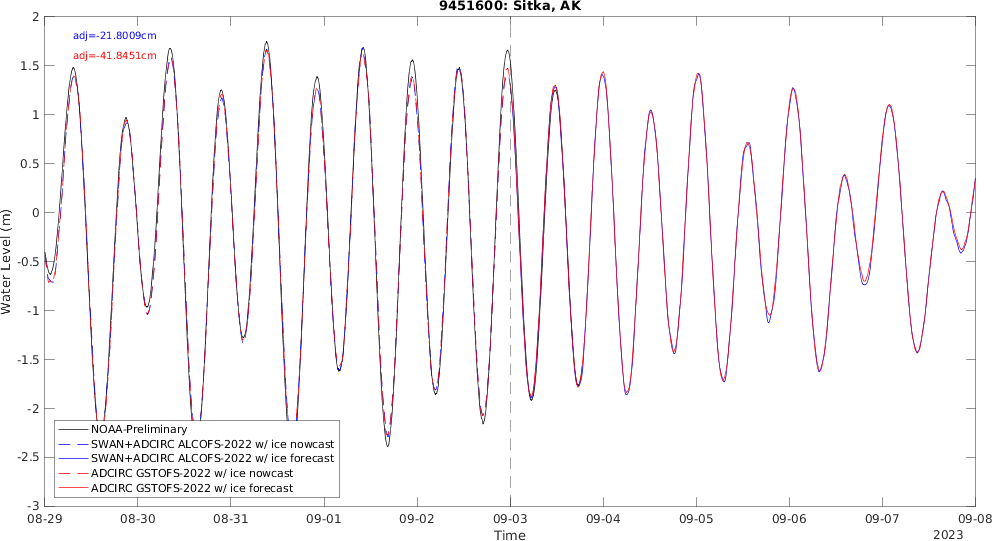 9451600: Sitka, AK
2
1.5
1
0.5
0
-0.5
-1
-1.5
-2
-2.5
-3
Water Level (m)
adj=-21.8009cm
adj=-41.8451cm
NOAA-Preliminary
SWAN+ADCIRC ALCOFS-2022 w/ ice nowcast
SWAN+ADCIRC ALCOFS-2022 w/ ice forecast
ADCIRC GSTOFS-2022 w/ ice nowcast
ADCIRC GSTOFS-2022 w/ ice forecast
08-29 08-30 08-31 09-01 09-02 09-03 09-04 09-05 09-06 09-07 09-08
Time
2023